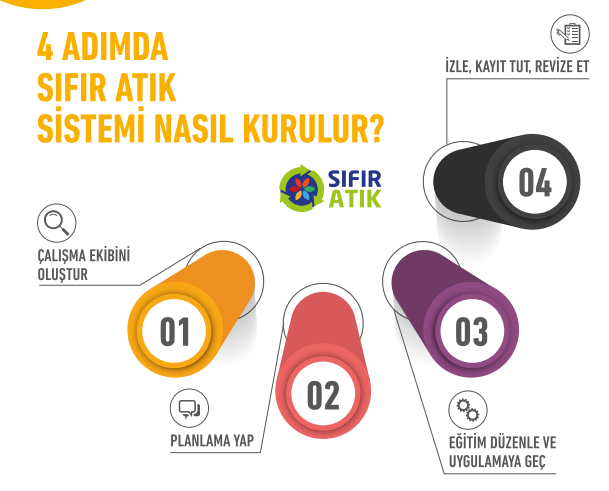 4 ADIMDA
SIFIR ATIK
SİSTEMİ NASIL KURULUR?
SIFIR
ATIK
ÇALIŞMA EKİBİNİ
OLUŞTUR
01
PLANLAMA YAP
02
03
EĞİTİM DÜZENLE VE
UYGULAMAYA GEÇ
İZLE, KAYIT TUT, REVİZE ET
04